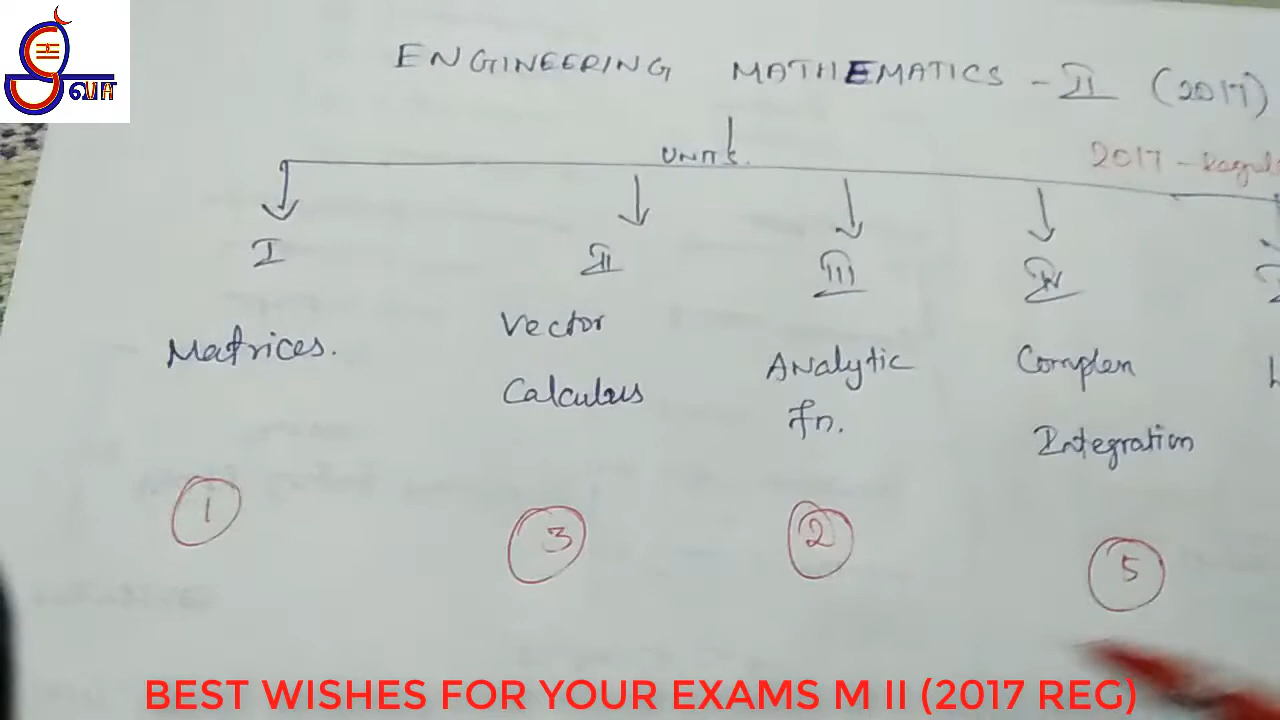 சிவா
ENGINEERING MATHEMATICS - II (2017)
UNITS.
2017 -
I II III IV
Matrices. Vector Calculus Analytic fn. Complex Integration
1 3 2 5
BEST WISHES FOR YOUR EXAMS M II (2017 REG)